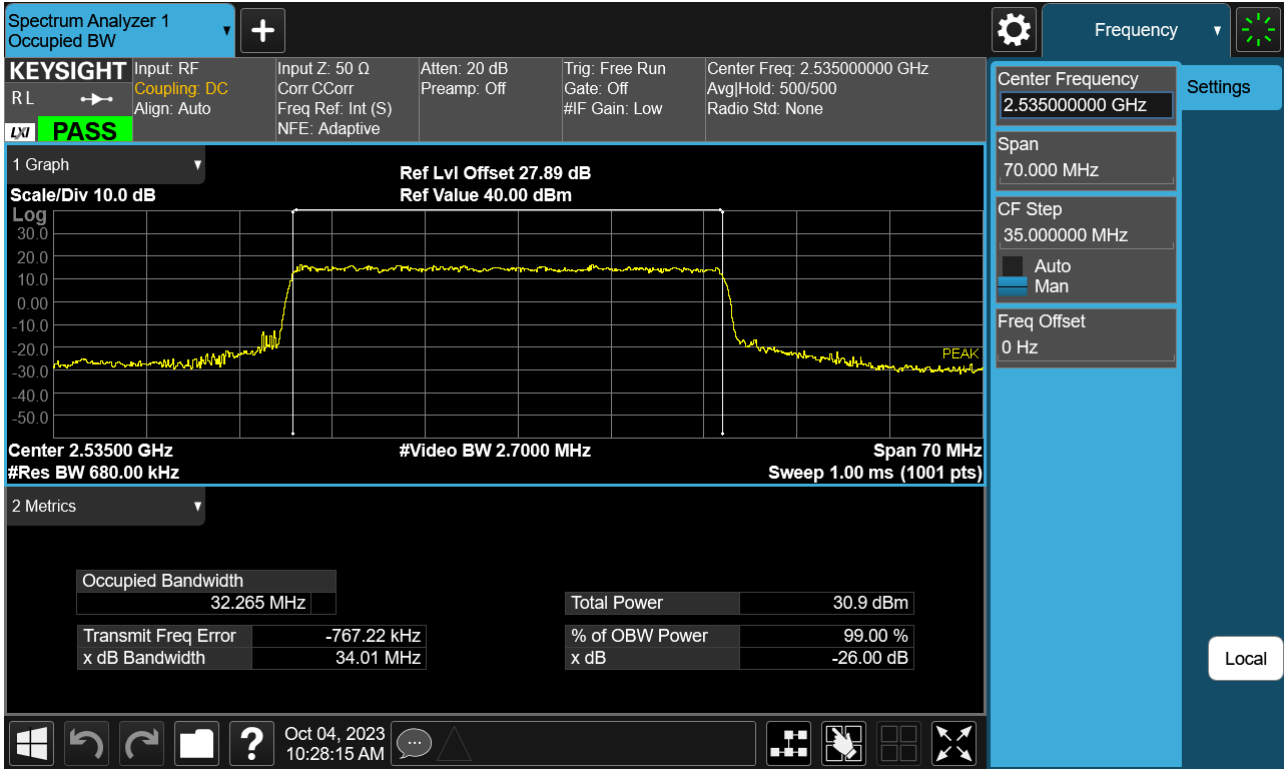 Spectrum Analyzer 1
Occupied BW
Frequency
KEYSIGHT
R L
LXI
PASS
Input: RF
Coupling: DC
Align: Auto
Input Z: 50 Ω
Corr CCorr
Freq Ref: Int (S)
NFE: Adaptive
Atten: 20 dB
Preamp: Off
Trig: Free Run
Gate: Off
#IF Gain: Low
Center Freq: 2.535000000 GHz
Avg|Hold: 500/500
Radio Std: None
Center Frequency
2.535000000 GHz
Settings
Span
70.000 MHz
CF Step
35.000000 MHz
Auto
Man
Freq Offset
0 Hz
Local
1 Graph
Scale/Div 10.0 dB
Ref Lvl Offset 27.89 dB
Ref Value 40.00 dBm
Log
30.0
20.0
10.0
0.00
-10.0
-20.0
-30.0
-40.0
-50.0
PEAK
Center 2.53500 GHz
#Video BW 2.7000 MHz
Span 70 MHz
#Res BW 680.00 kHz
Sweep 1.00 ms (1001 pts)
2 Metrics
Occupied Bandwidth
32.265 MHz
Total Power 30.9 dBm
Transmit Freq Error -767.22 kHz
% of OBW Power 99.00 %
x dB Bandwidth 34.01 MHz
x dB -26.00 dB
?
Oct 04, 2023
10:28:15 AM